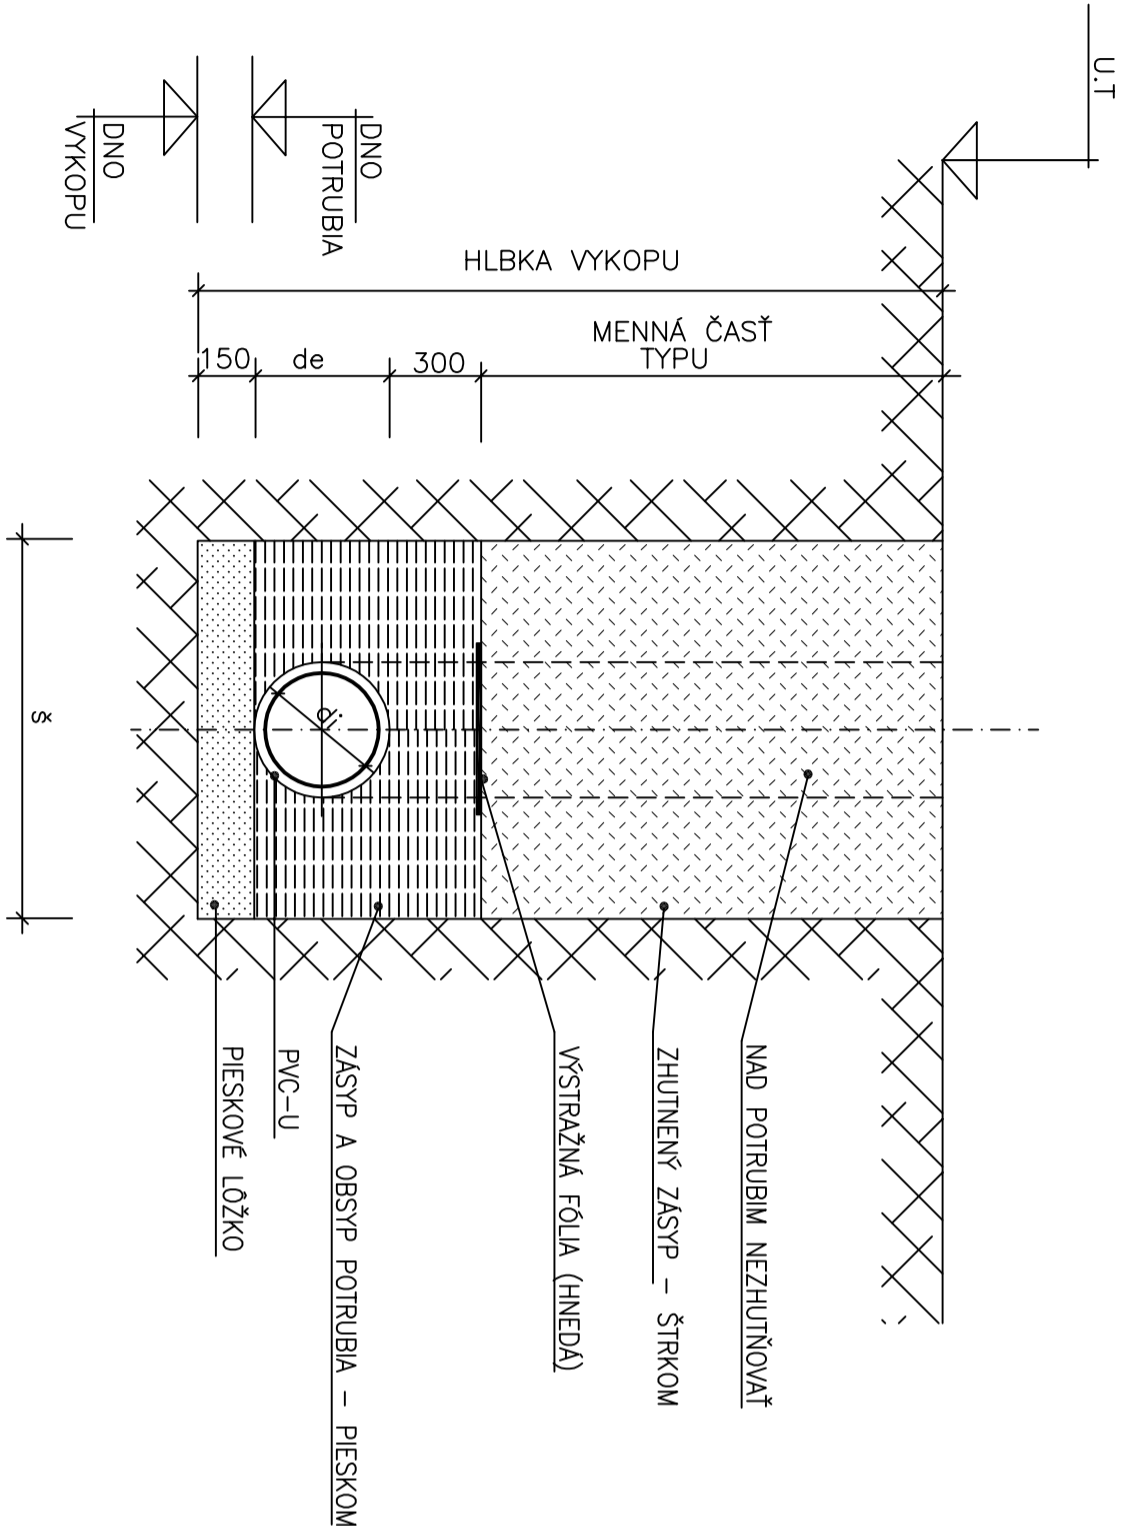 U.T
DNO
POTRUBIA
DNO
VYKOPU
HLBKA VYKOPU
MENNÁ ČASŤ
TYPU
150
de
300
š
di
NAD POTRUBIM NEZHUTŇOVAŤ
ZHUTNENÝ ZÁSYP – ŠTRKOM
VÝSTRAŽNÁ FÓLIA (HNEDÁ)
ZÁSYP A OBSYP POTRUBIA – PIESKOM
PVC–U
PIESKOVÉ LÔŽKO